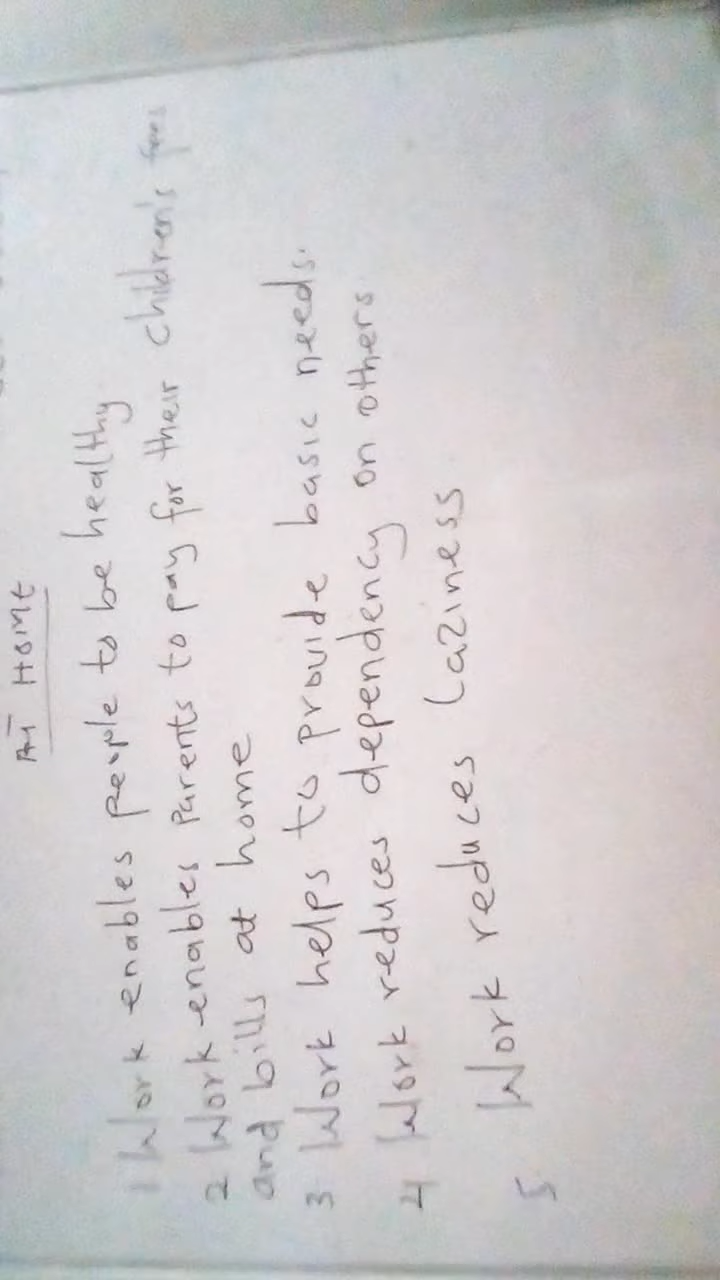 AT HOME
1 Work enables people to be healthy
2 Work enables Parents to pay for their children's fees
and bills at home
3 Work helps to provide basic needs.
4 Work reduces dependency on others.
5 Work reduces Laziness